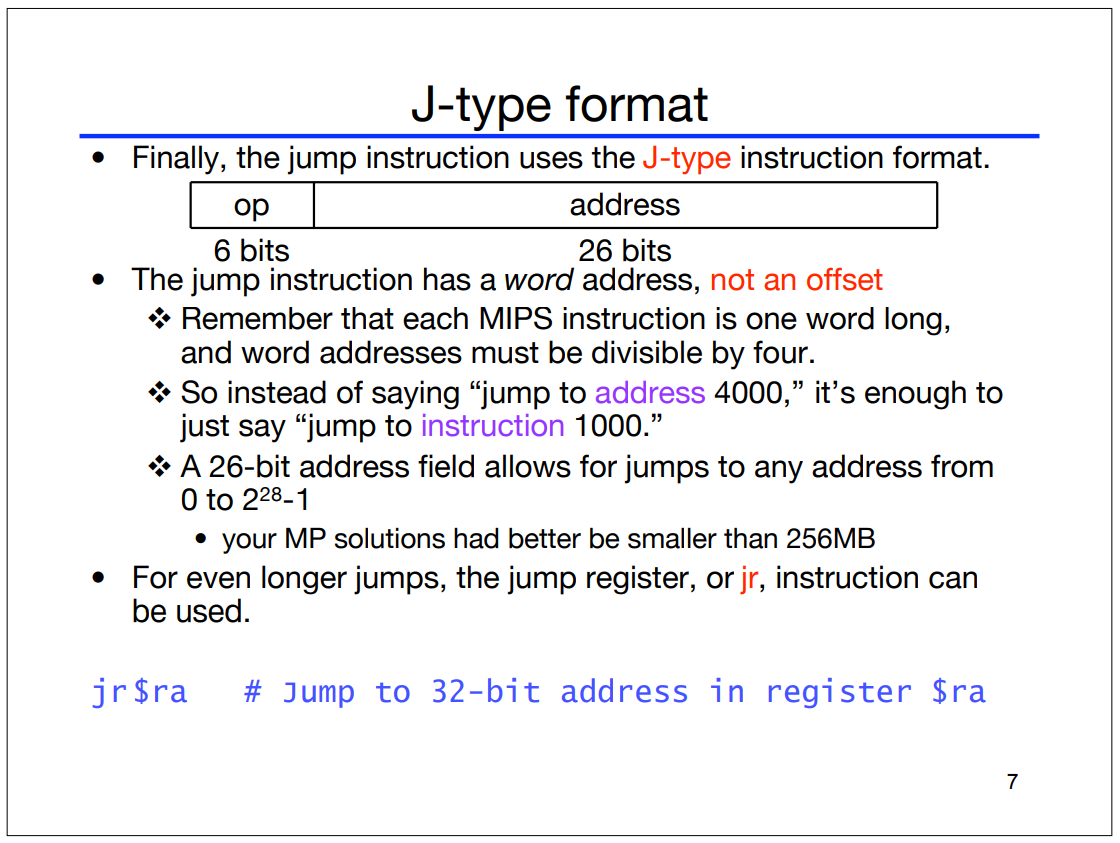 J-type format
• Finally, the jump instruction uses the J-type instruction format.
op address
6 bits 26 bits
• The jump instruction has a word address, not an offset
❖ Remember that each MIPS instruction is one word long,
and word addresses must be divisible by four.
❖ So instead of saying “jump to address 4000,” it’s enough to
just say “jump to instruction 1000.”
❖ A 26-bit address field allows for jumps to any address from
0 to 2²⁸-1
• your MP solutions had better be smaller than 256MB
• For even longer jumps, the jump register, or jr, instruction can
be used.
jr $ra # Jump to 32-bit address in register $ra
7